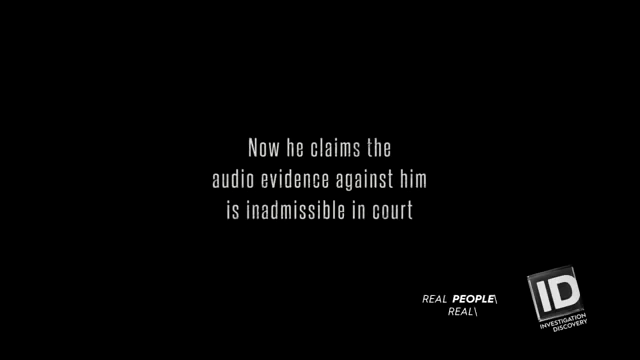 Now he claims the
audio evidence against him
is inadmissible in court
REAL PEOPLE\
REAL\
ID
INVESTIGATION
DISCOVERY